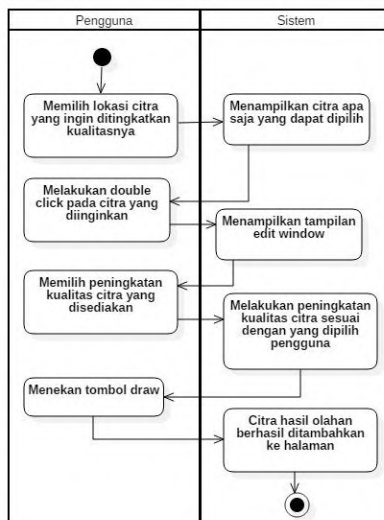 Pengguna
Sistem
Memilih lokasi citra
yang ingin ditingkatkan
kualitasnya
Menampilkan citra apa
saja yang dapat dipilih
Melakukan double
click pada citra yang
diinginkan
Menampilkan tampilan
edit window
Memilih peningkatan
kualitas citra yang
disediakan
Melakukan peningkatan
kualitas citra sesuai
dengan yang dipilih
pengguna
Menekan tombol draw
Citra hasil olahan
berhasil ditambahkan
ke halaman